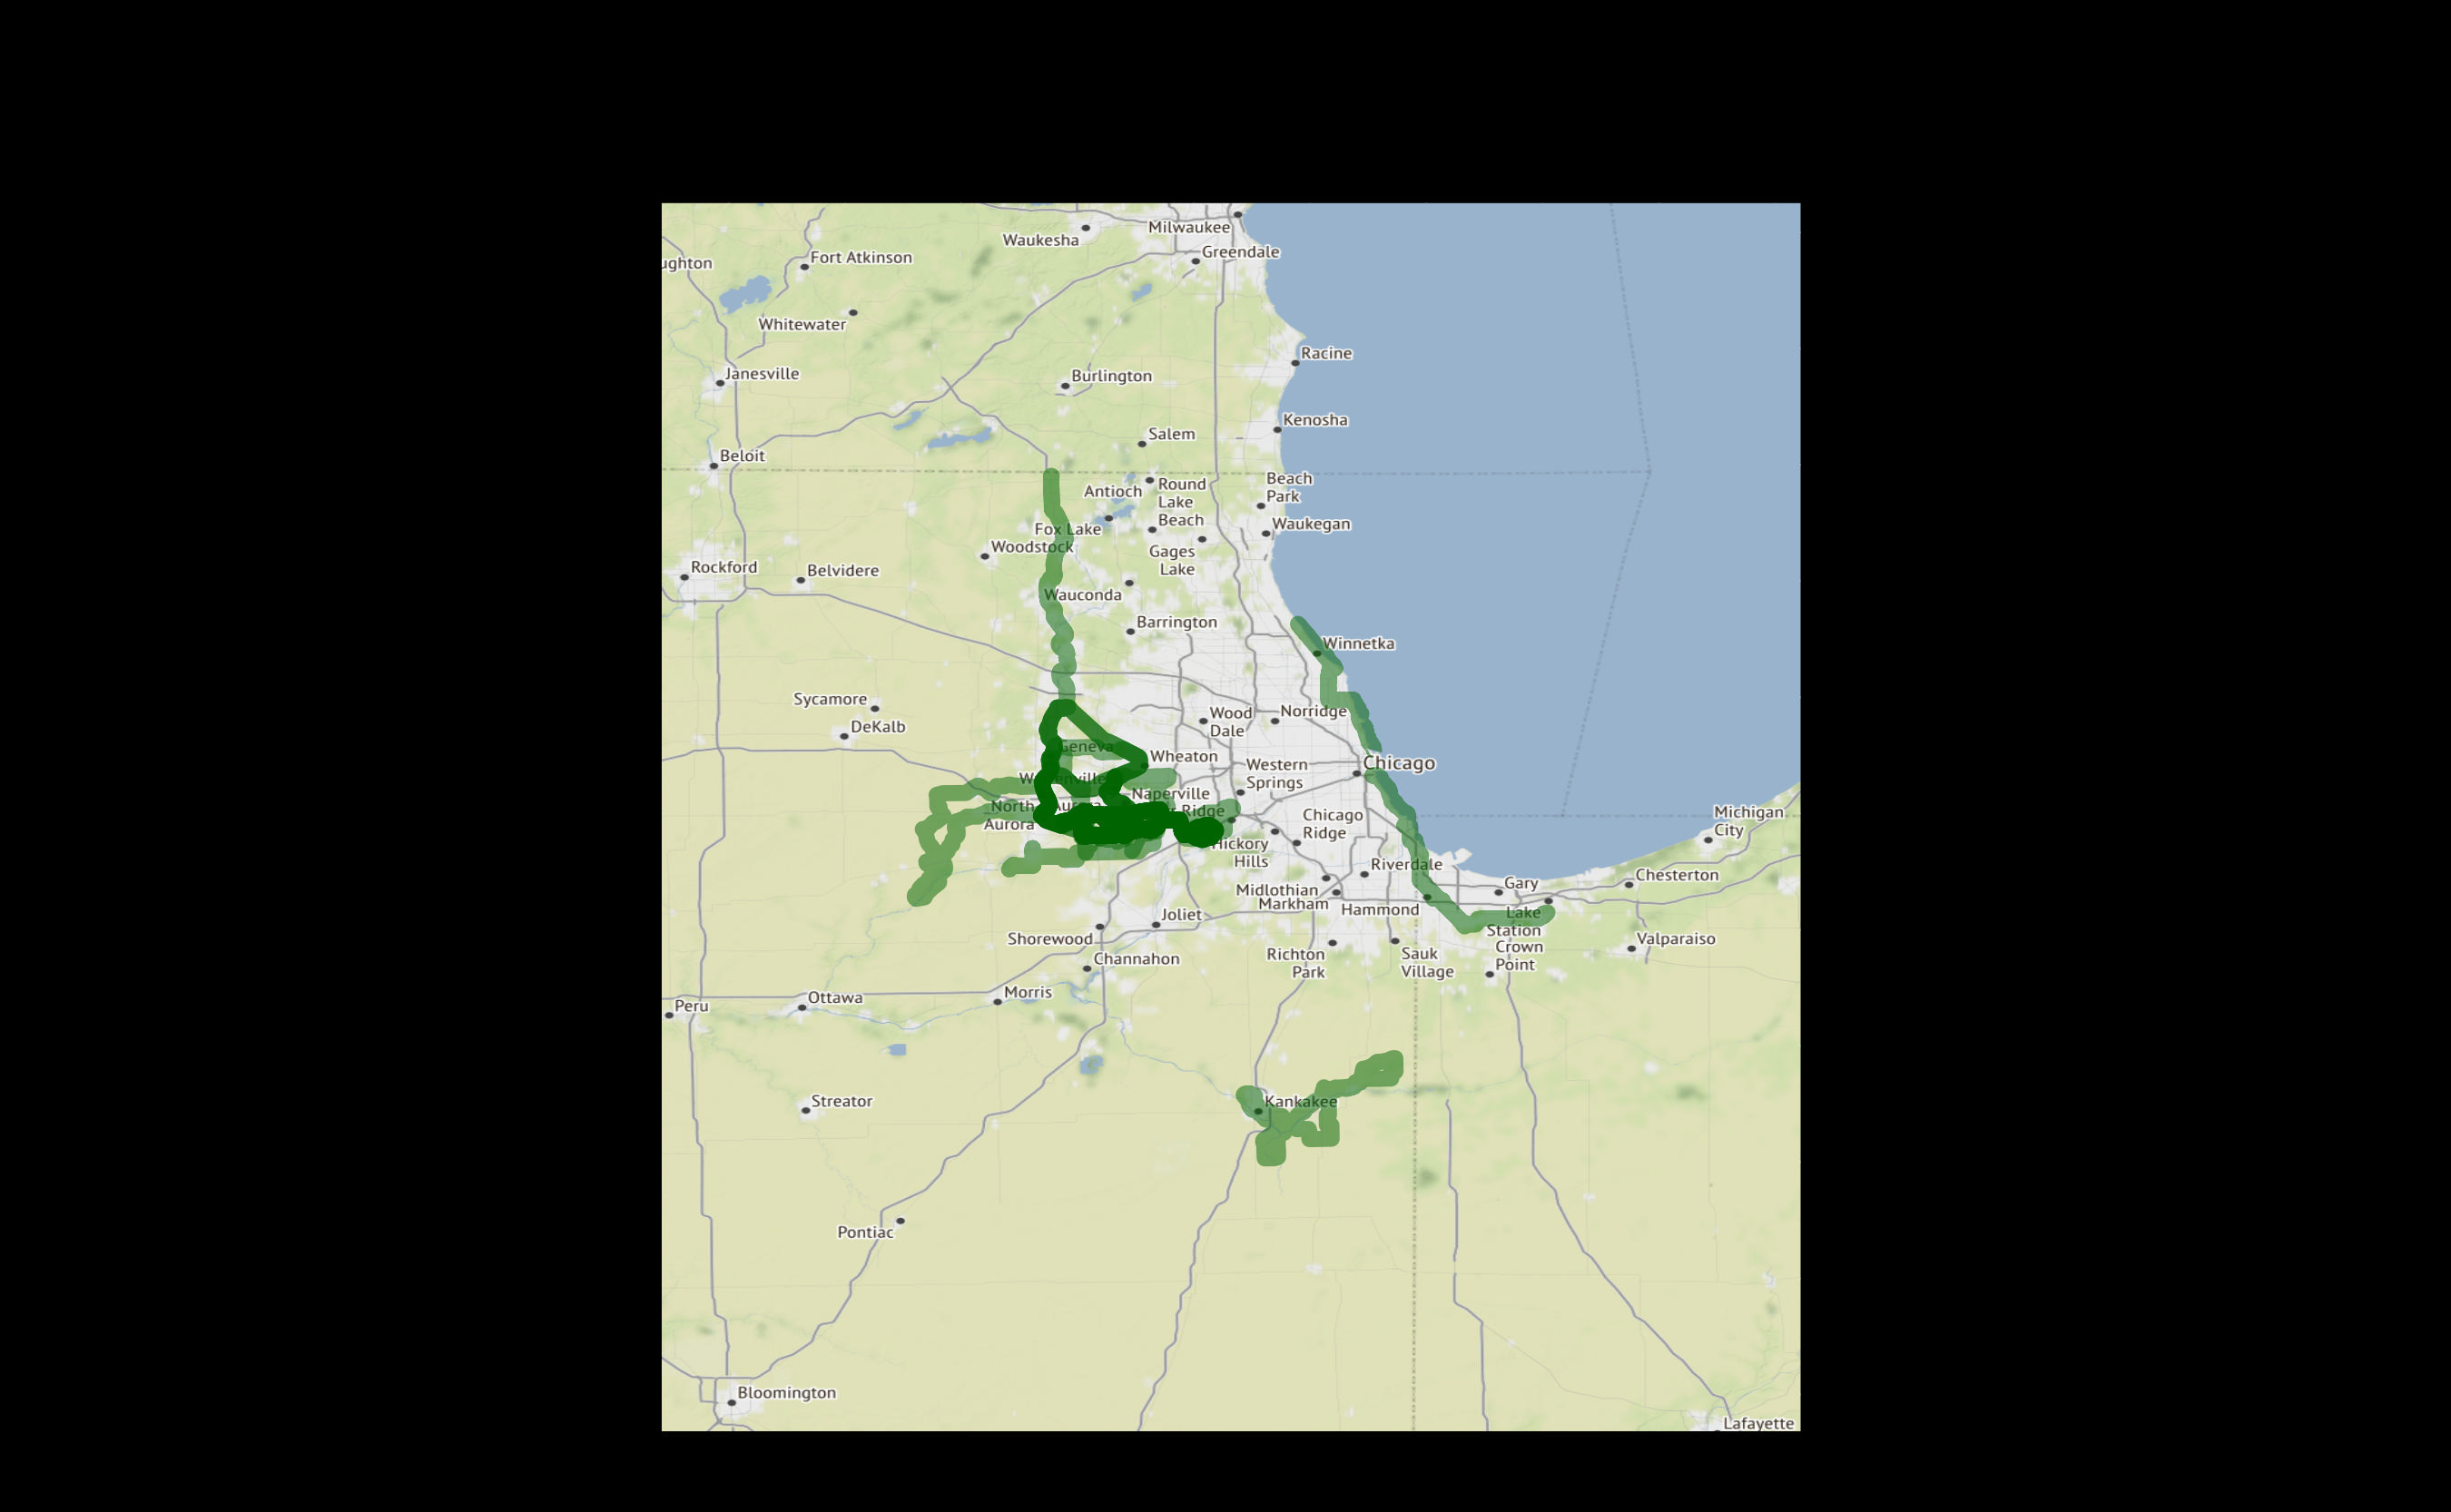 Milwaukee
Waukesha
Greendale
ughton
Fort Atkinson
Whitewater
Racine
Janesville
Burlington
Kenosha
Salem
Beloit
Beach
Park
Antioch
Round
Lake
Beach
Waukegan
Fox Lake
Woodstock
Gages
Lake
Rockford
Belvidere
Wauconda
Barrington
Winnetka
Sycamore
DeKalb
Wood
Dale
Norridge
Geneva
Wheaton
Western
Springs
Chicago
Naperville
North Aurora
Ridge
Aurora
Chicago
Ridge
Michigan
City
Hickory
Hills
Riverdale
Midlothian
Markham
Hammond
Gary
Chesterton
Lake
Station
Joliet
Shorewood
Crown
Point
Valparaiso
Richton
Park
Sauk
Village
Channahon
Morris
Ottawa
Peru
Streator
Kankakee
Pontiac
Bloomington
Lafayette